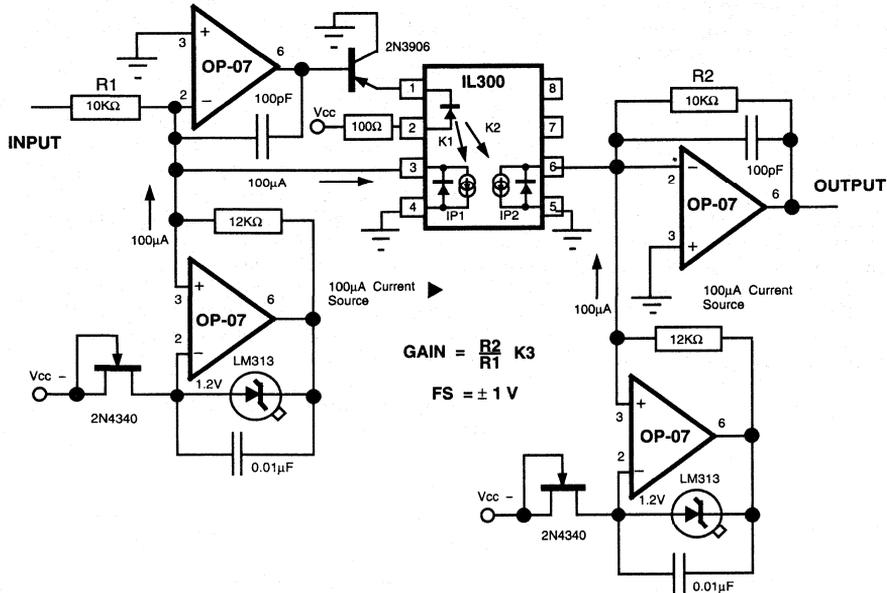 3
+
6
OP-07
2
−
2N3906
R1
10KΩ
INPUT
100pF
Vcc
100Ω
IL300
1
8
2
7
K1
K2
3
6
4
5
IP1
IP2
100μA
R2
10KΩ
100pF
−
2
6
OP-07
3
+
OUTPUT
100μA
12KΩ
+
3
6
OP-07
2
−
100μA Current
Source
100μA
100μA Current
Source
12KΩ
GAIN = R2
R1 K3
FS = ± 1 V
Vcc -
2N4340
1.2V
LM313
0.01μF
+
3
6
OP-07
2
−
Vcc -
2N4340
1.2V
LM313
0.01μF